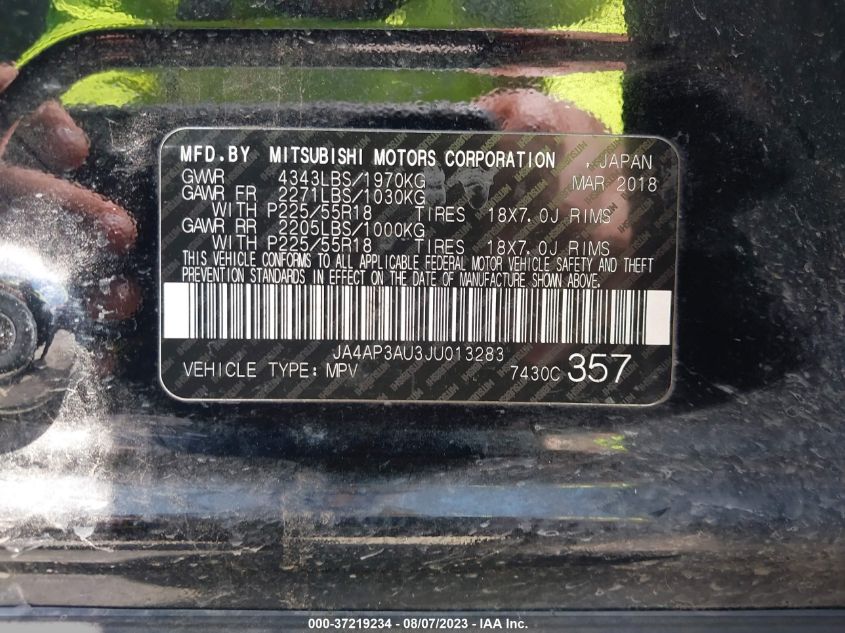 MFD.BY MITSUBISHI MOTORS CORPORATION , JAPAN
GVWR 4343LBS/1970KG MAR 2018
GAWR FR 2271LBS/1030KG
WITH P225/55R18 TIRES 18X7.0J RIMS
GAWR RR 2205LBS/1000KG
WITH P225/55R18 TIRES 18X7.0J RIMS
THIS VEHICLE CONFORMS TO ALL APPLICABLE FEDERAL MOTOR VEHICLE SAFETY AND THEFT
PREVENTION STANDARDS IN EFFECT ON THE DATE OF MANUFACTURE SHOWN ABOVE.
JA4AP3AU3JU013283
VEHICLE TYPE: MPV 7430C 357
000-37219234 - 08/07/2023 - IAA Inc.